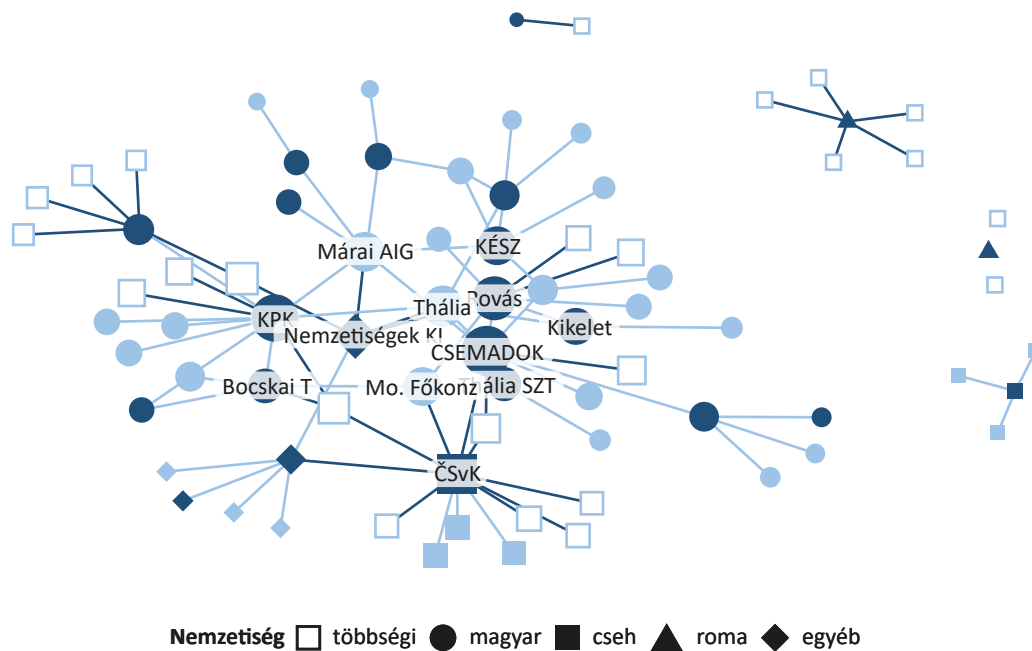 KÉSZ
Márai AIG
Rovás
Thália
KPK
Kikelet
Nemzetiségek Kl
CSEMADOK
Bocskai T
Mo. Főkonz
Thália SZT
ČSvK
Nemzetiség többségi magyar cseh roma egyéb